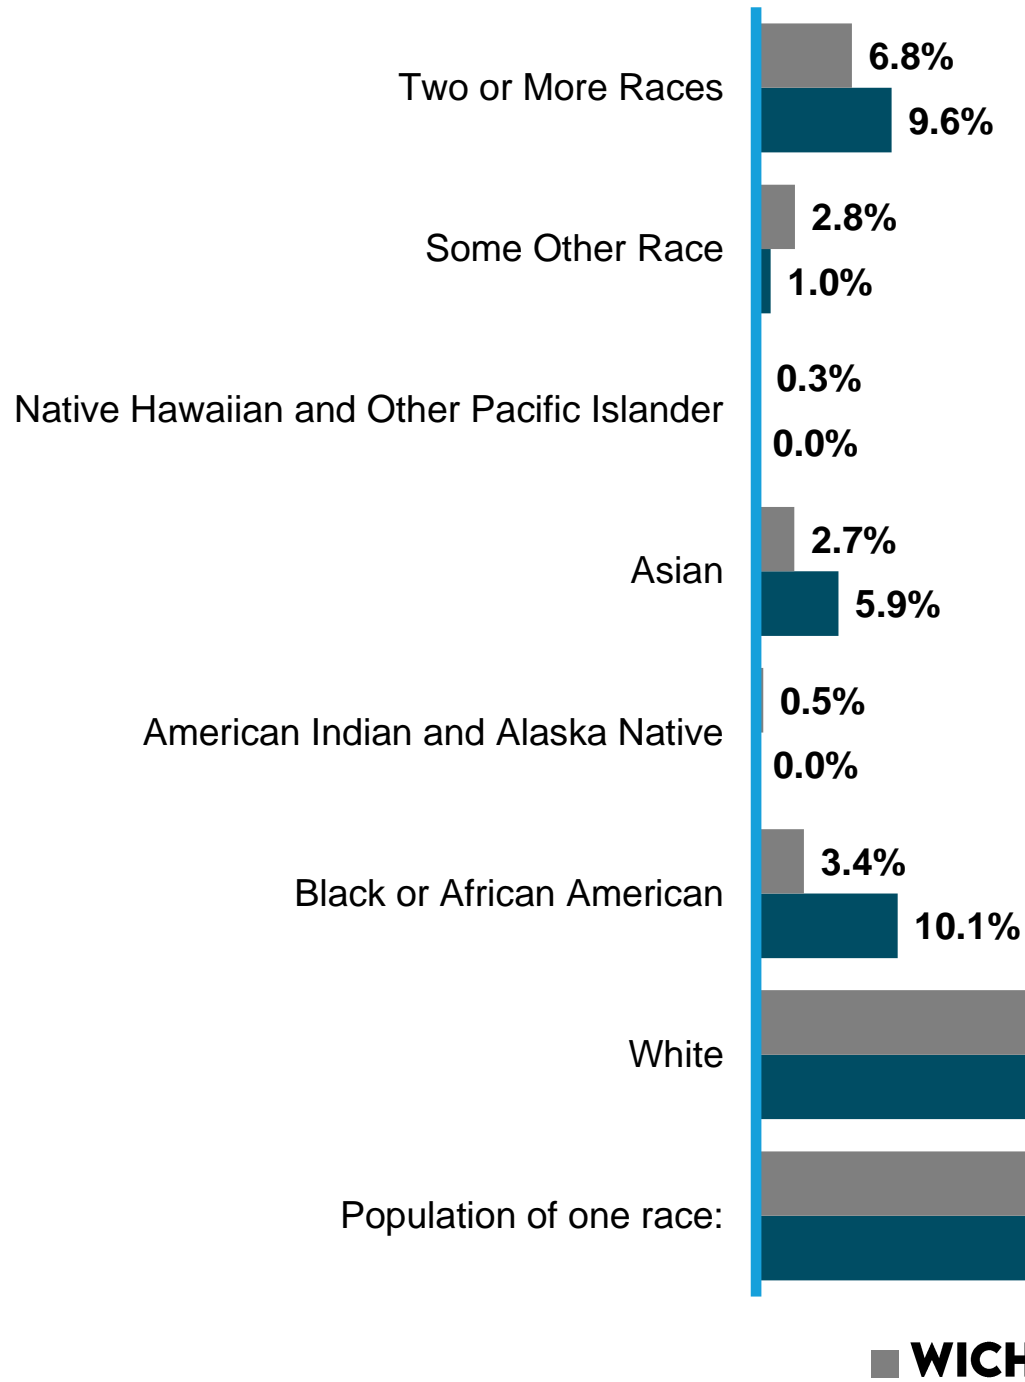 Two or More Races
6.8%
9.6%
Some Other Race
2.8%
1.0%
Native Hawaiian and Other Pacific Islander
0.3%
0.0%
Asian
2.7%
5.9%
American Indian and Alaska Native
0.5%
0.0%
Black or African American
3.4%
10.1%
White
Population of one race:
WICH